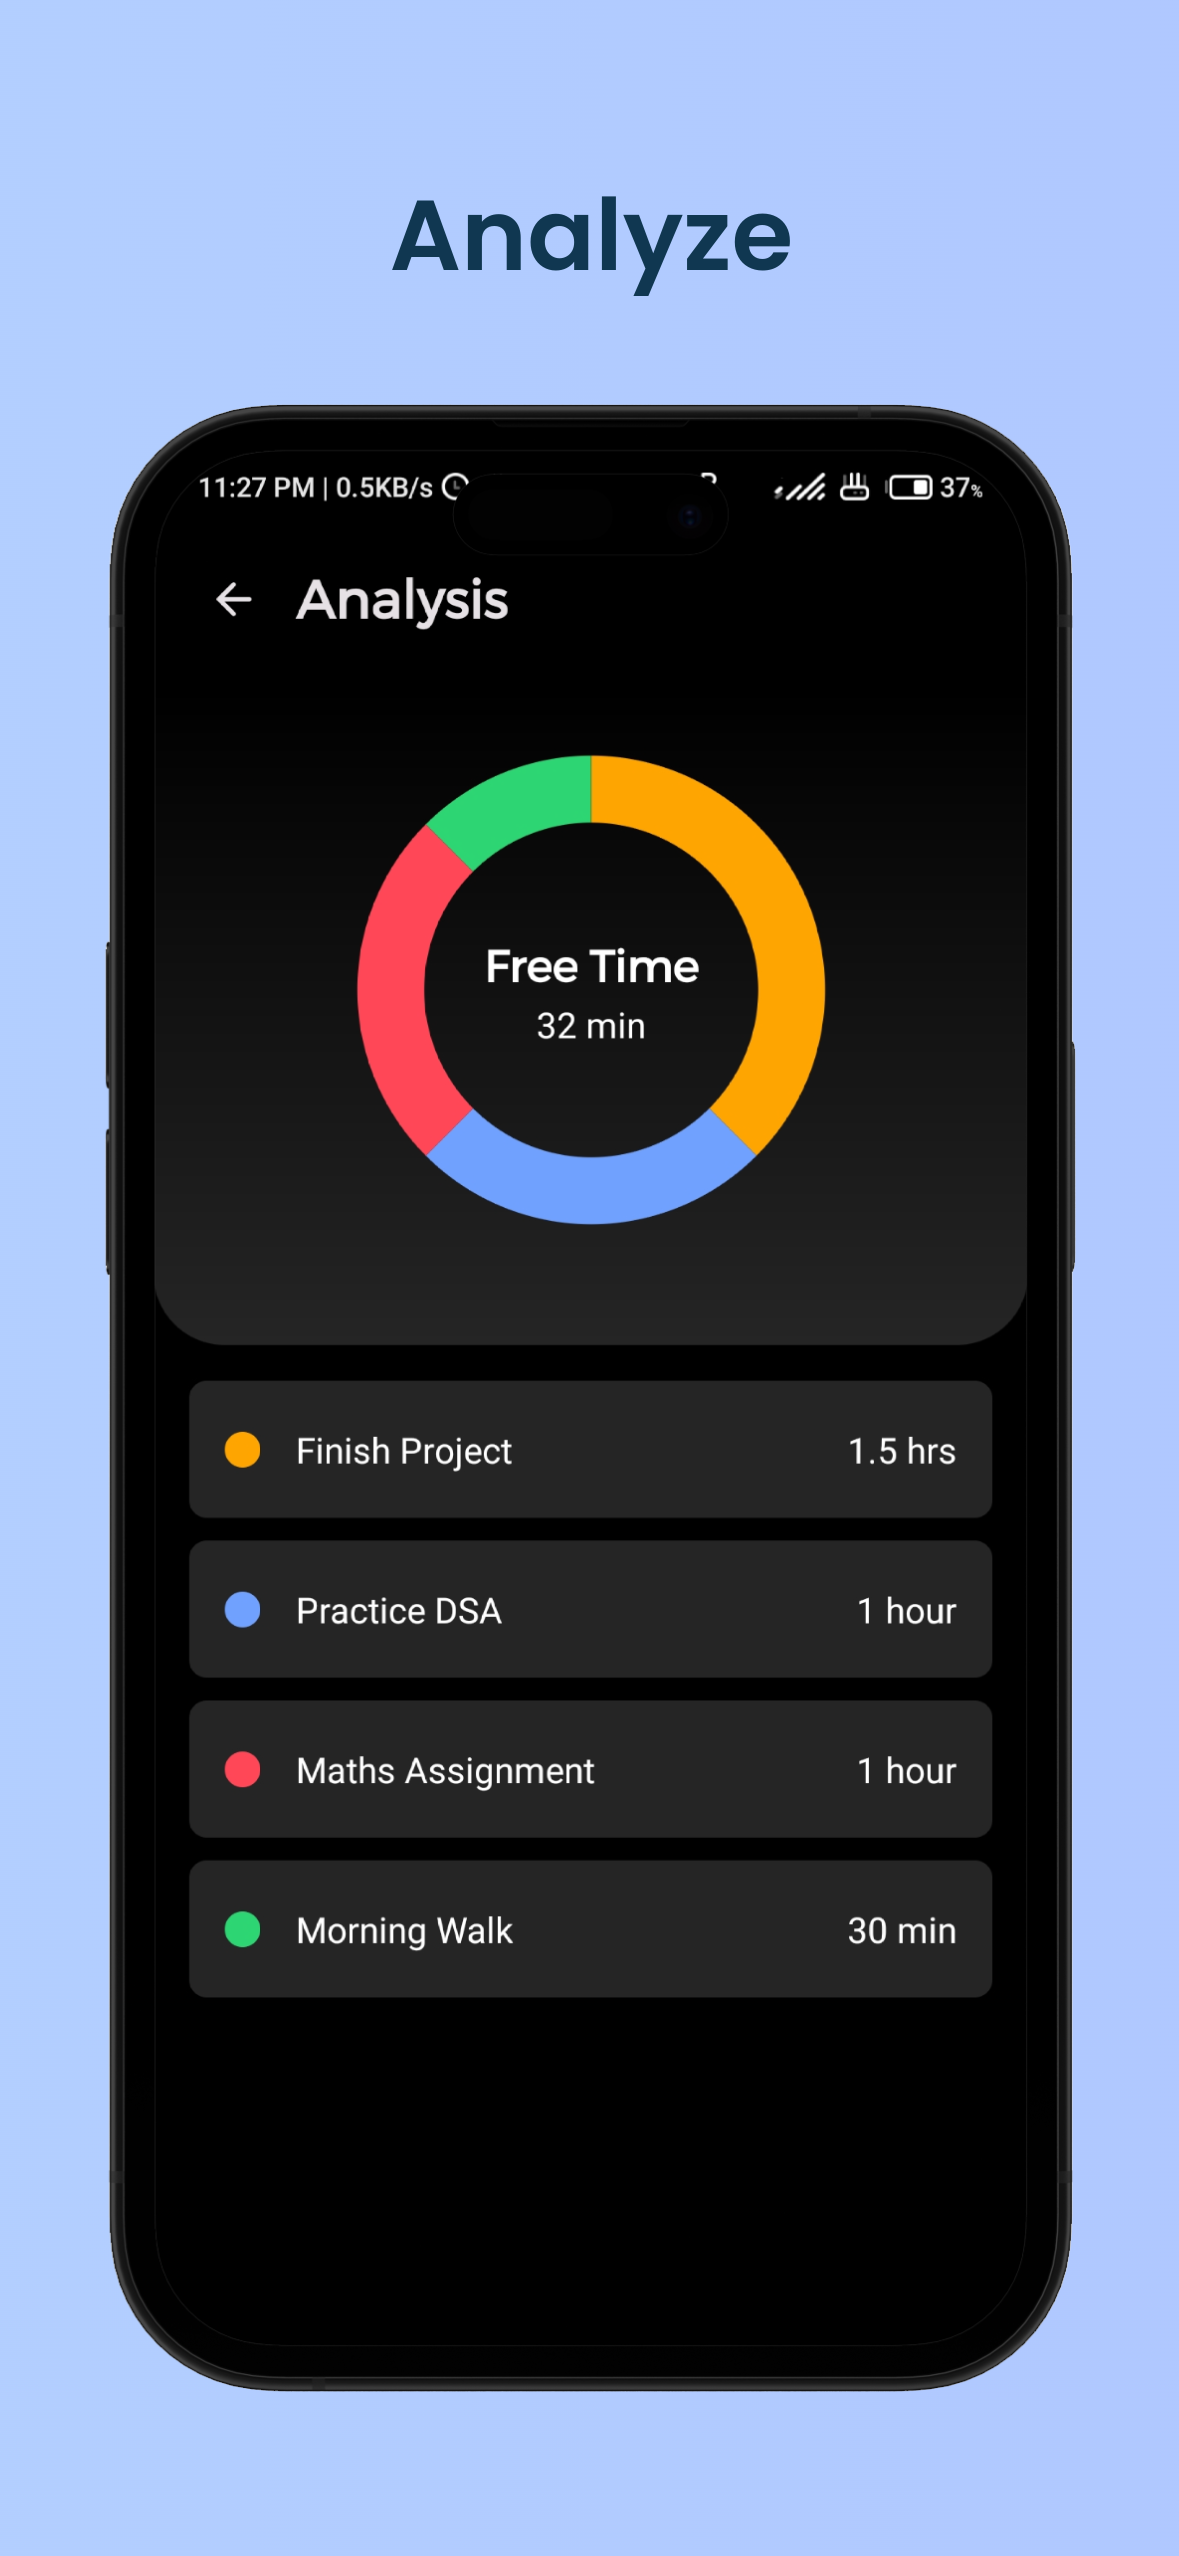 Analyze
11:27 PM | 0.5KB/s
37%
Analysis
Free Time
32 min
Finish Project 1.5 hrs
Practice DSA 1 hour
Maths Assignment 1 hour
Morning Walk 30 min